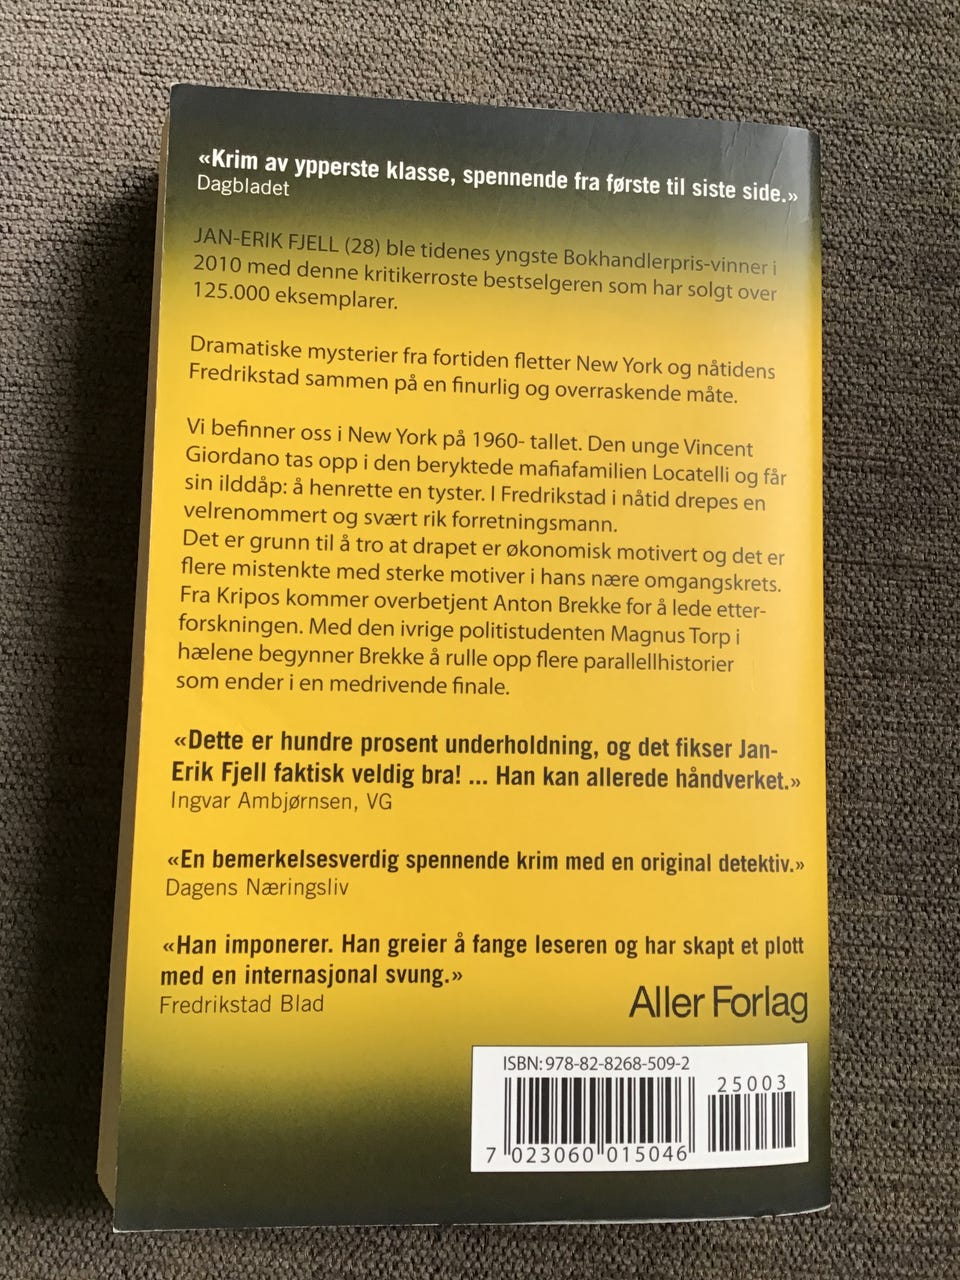 «Krim av ypperste klasse, spennende fra første til siste side.»
Dagbladet
JAN-ERIK FJELL (28) ble tidenes yngste Bokhandlerpris-vinner i
2010 med denne kritikerroste bestselgeren som har solgt over
125.000 eksemplarer.
Dramatiske mysterier fra fortiden fletter New York og nåtidens
Fredrikstad sammen på en finurlig og overraskende måte.
Vi befinner oss i New York på 1960- tallet. Den unge Vincent
Giordano tas opp i den beryktede mafiafamilien Locatelli og får
sin ilddåp: å henrette en tyster. I Fredrikstad i nåtid drepes en
velrenommert og svært rik forretningsmann.
Det er grunn til å tro at drapet er økonomisk motivert og det er
flere mistenkte med sterke motiver i hans nære omgangskrets.
Fra Kripos kommer overbetjent Anton Brekke for å lede etter-
forskningen. Med den ivrige politistudenten Magnus Torp i
hælene begynner Brekke å rulle opp flere parallellhistorier
som ender i en medrivende finale.
«Dette er hundre prosent underholdning, og det fikser Jan-
Erik Fjell faktisk veldig bra! ... Han kan allerede håndverket.»
Ingvar Ambjørnsen, VG
«En bemerkelsesverdig spennende krim med en original detektiv.»
Dagens Næringsliv
«Han imponerer. Han greier å fange leseren og har skapt et plott
med en internasjonal svung.»
Fredrikstad Blad
Aller Forlag
ISBN: 978-82-8268-509-2
25003
7 023060 015046